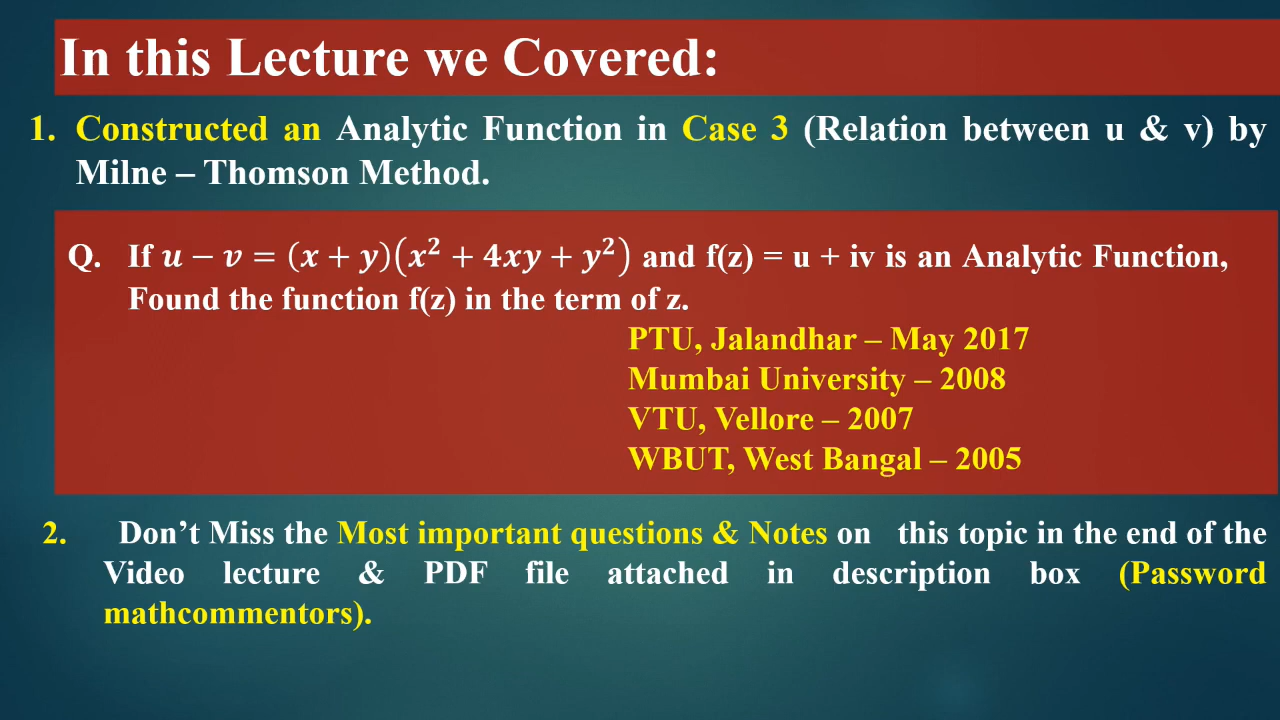 In this Lecture we Covered:
1. Constructed an Analytic Function in Case 3 (Relation between u & v) by
Milne – Thomson Method.
Q. If 𝒖 − 𝒗 = (𝒙 + 𝒚)(𝒙² + 𝟒𝒙𝒚 + 𝒚²) and f(z) = u + iv is an Analytic Function,
Found the function f(z) in the term of z.
PTU, Jalandhar – May 2017
Mumbai University – 2008
VTU, Vellore – 2007
WBUT, West Bangal – 2005
2. Don’t Miss the Most important questions & Notes on this topic in the end of the
Video lecture & PDF file attached in description box (Password
mathcommentors).